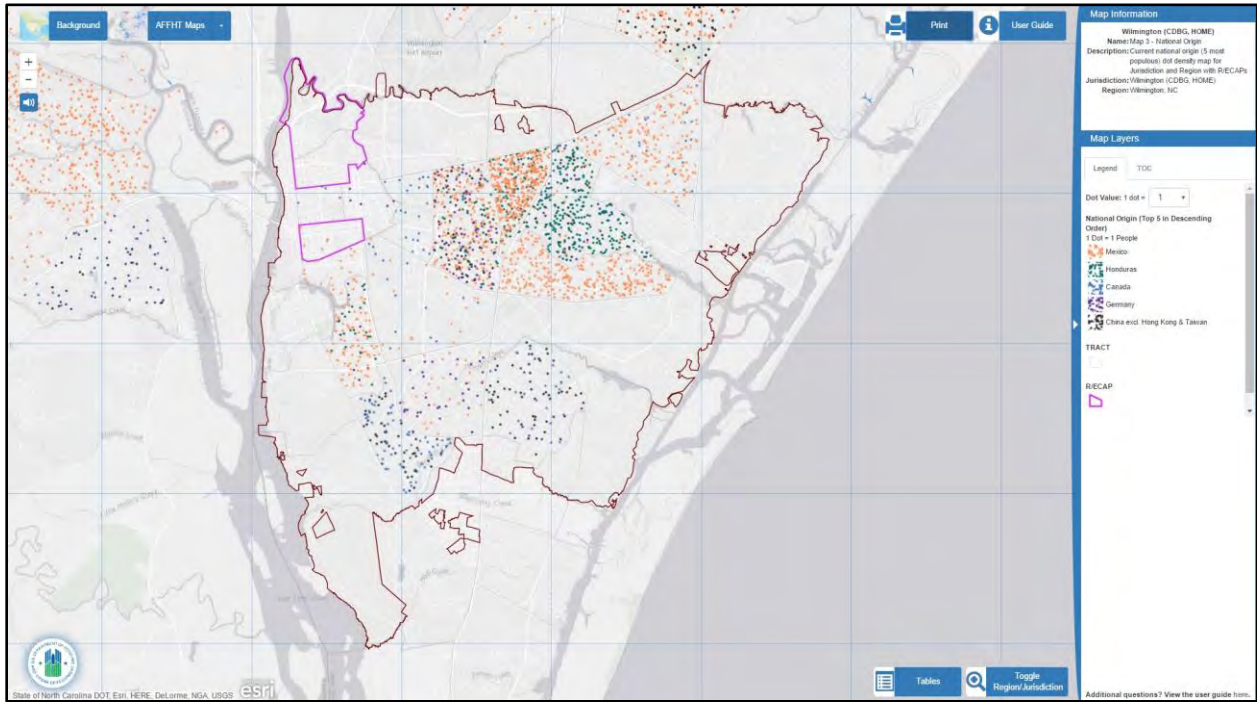 Background
AFFHT Maps
Print
User Guide
+
−
Wilmington
Map Information
Wilmington (CDBG, HOME)
Name: Map 3 - National Origin
Description: Current national origin (5 most
populous) dot density map for
Jurisdiction and Region with R/ECAPs
Jurisdiction: Wilmington (CDBG, HOME)
Region: Wilmington, NC
Map Layers
Legend
TOC
Dot Value: 1 dot = 1
National Origin (Top 5 in Descending
Order)
1 Dot = 1 People
Mexico
Honduras
Canada
Germany
China excl. Hong Kong & Taiwan
TRACT
R/ECAP
Tables
Toggle
Region/Jurisdiction
State of North Carolina DOT, Esri, HERE, DeLorme, NGA, USGS
esri
Additional questions? View the user guide here.